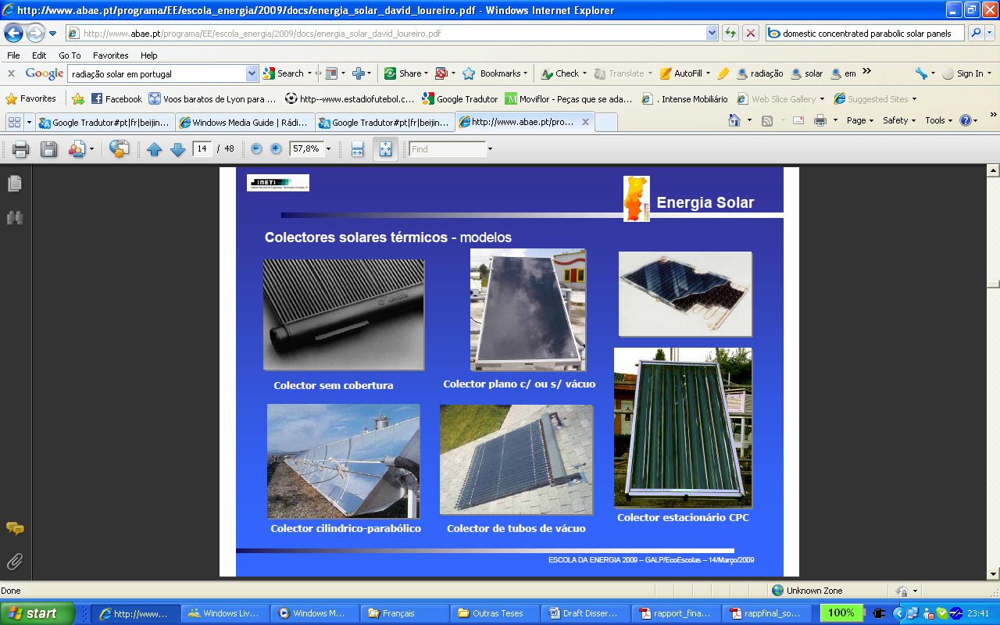 http://www.abae.pt/programa/EE/escola_energia/2009/docs/energia_solar_david_loureiro.pdf - Windows Internet Explorer
http://www.abae.pt/programa/EE/escola_energia/2009/docs/energia_solar_david_loureiro.pdf
domestic concentrated parabolic solar panels
File Edit Go To Favorites Help
Google radiação solar em portugal Search Share Bookmarks Check Translate AutoFill radiação solar em Sign In
Favorites Facebook Voos baratos de Lyon para ... http--www.estadiofutebol.c... Google Tradutor Moviflor - Peças que se ada... . Intense Mobiliário Web Slice Gallery Suggested Sites
Google Tradutor#pt|fr|beijin... Windows Media Guide | Rádi... Google Tradutor#pt|fr|beijin... http://www.abae.pt/pro... Page Safety Tools
14 / 48 57,8% Find
INETI
Energia Solar
Colectores solares térmicos - modelos
Colector sem cobertura
Colector plano c/ ou s/ vácuo
Colector estacionário CPC
Colector cilindrico-parabólico
Colector de tubos de vácuo
ESCOLA DA ENERGIA 2009 – GALP/EcoEscolas – 14/Março/2009
Done Unknown Zone
start http://www... Windows Liv... Windows M... Français Outras Teses Draft Disser... rapport_fina... rappfinal_so... 100% 23:41